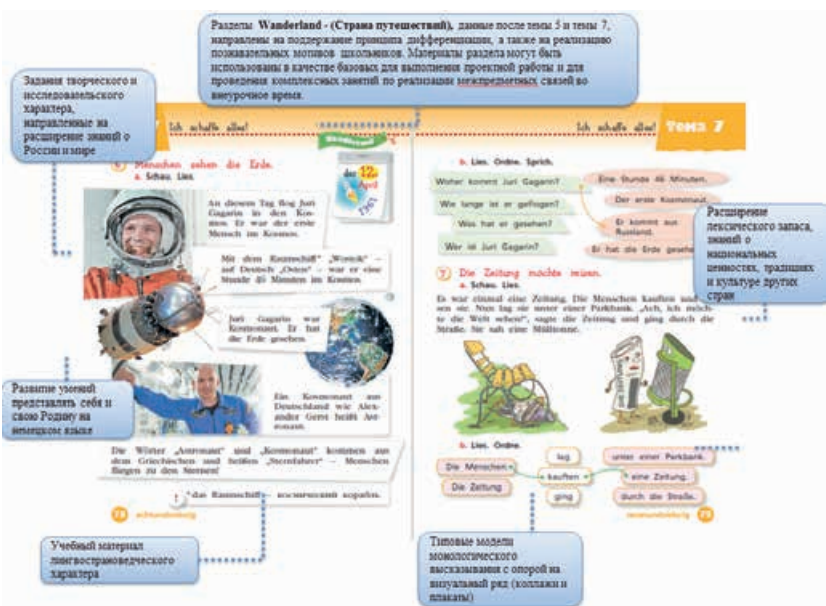 Разделы Wanderland - (Страна путешествий), данные после темы 5 и темы 7,
направлены на поддержание принципа дифференциации, а также на реализацию
познавательных мотивов школьников. Материалы раздела могут быть
использованы в качестве базовых для выполнения проектной работы и для
проведения комплексных занятий по реализации межпредметных связей во
внеурочное время.
Задания творческого и
исследовательского
характера,
направленные на
расширение знаний о
России и мире
Ich schaffe alles!
Wanderland
6 Menschen sehen die Erde.
a. Schau. Lies.
der 12.
April
1961
An diesem Tag flog Juri
Gagarin in den Kos-
mos. Er war der erste
Mensch im Kosmos.
Mit dem Raumschiff* „Wostok“ –
auf Deutsch „Osten“ – war er eine
Stunde 46 Minuten im Kosmos.
Juri Gagarin war
Kosmonaut. Er hat
die Erde gesehen.
Ein Kosmonaut aus
Deutschland wie Alex-
ander Gerst heißt Ast-
ronaut.
Die Wörter „Astronaut“ und „Kosmonaut“ kommen aus
dem Griechischen und heißen „Sternfahrer“ – Menschen
fliegen zu den Sternen!
! *das Raumschiff – космический корабль.
78 achtundsiebzig
Развитие умений
представлять себя и
свою Родину на
немецком языке
Учебный материал
лингвострановедческого
характера
Ich schaffe alles! Тема 7
b. Lies. Ordne. Sprich.
Woher kommt Juri Gagarin?
Wie lange ist er geflogen?
Was hat er gesehen?
Wer ist Juri Gagarin?
Eine Stunde 46 Minuten.
Der erste Kosmonaut.
Er kommt aus
Russland.
Er hat die Erde gesehen
7 Die Zeitung möchte reisen.
a. Schau. Lies.
Es war einmal eine Zeitung. Die Menschen kauften und
sen sie. Nun lag sie unter einer Parkbank. „Ach, ich möch-
te die Welt sehen!“, sagte die Zeitung und ging durch die
Straße. Sie sah eine Mülltonne.
b. Lies. Ordne.
Die Menschen
Die Zeitung
lag
kauften
ging
unter einer Parkbank.
eine Zeitung.
durch die Straße.
neunundsiebzig 79
Расширение
лексического запаса,
знаний о
национальных
ценностях, традициях
и культуре других
стран
Типовые модели
монологического
высказывания с опорой на
визуальный ряд (коллажи и
плакаты)